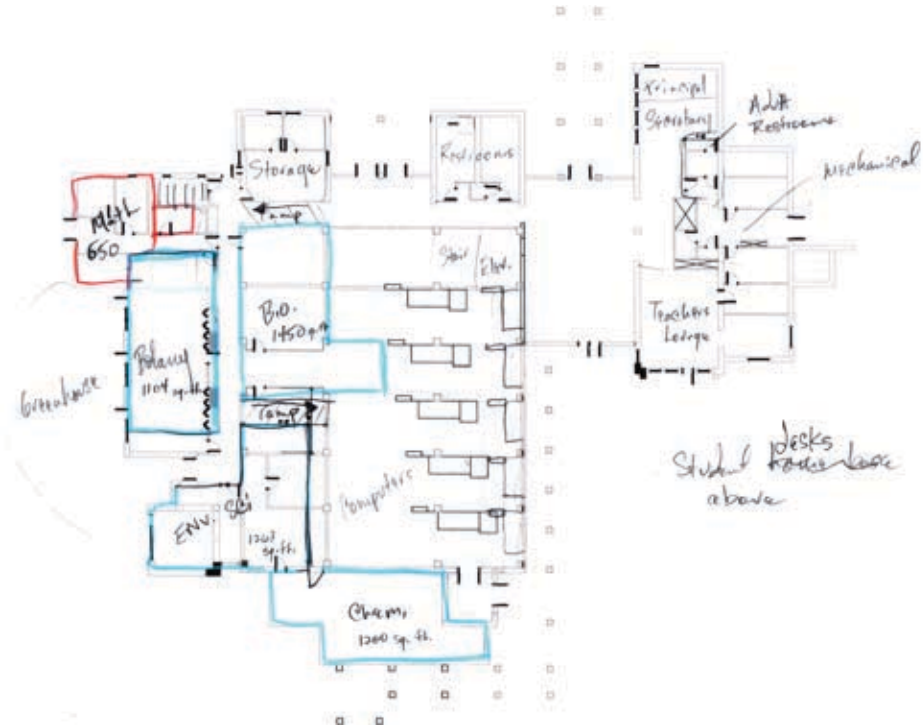 Principal
Secretary
Adult
Restrooms
Mechanical
Storage
Restrooms
ramp
Math
650
Stair / Elev.
Bio.
1450 sq. ft.
Teachers
Lounge
Botany
1104 sq. ft.
Greenhouse
ramp
Computers
Student desks
above
ENV. Sci
sq. ft.
Chem.
1200 sq. ft.